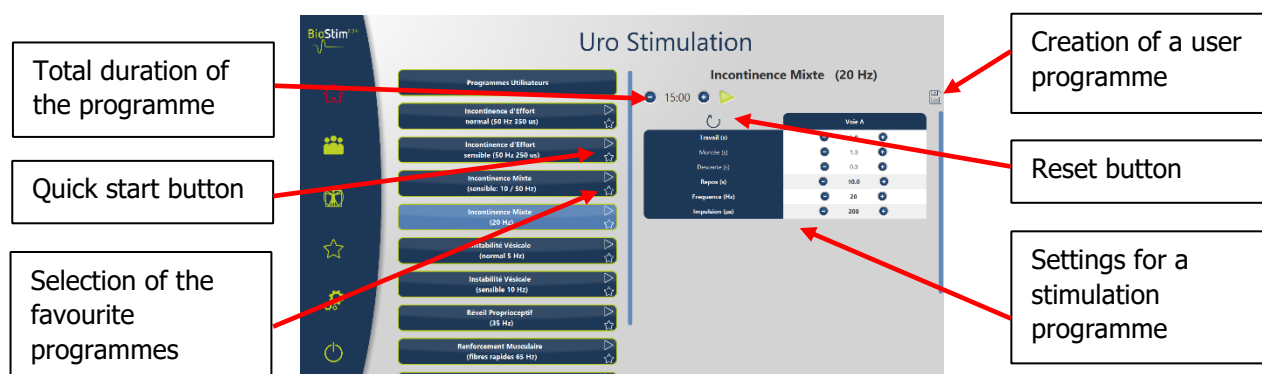 Total duration of
the programme
Quick start button
Selection of the
favourite
programmes
BioStim
Uro Stimulation
Programmes Utilisateurs
Incontinence d'Effort
normal (50 Hz 350 us)
Incontinence d'Effort
sensible (50 Hz 250 us)
Incontinence Mixte
(sensible: 10 / 50 Hz)
Incontinence Mixte
(20 Hz)
Instabilité Vésicale
(normal 5 Hz)
Instabilité Vésicale
(sensible 10 Hz)
Réveil Proprioceptif
(35 Hz)
Renforcement Musculaire
(fibres rapides 65 Hz)
Incontinence Mixte (20 Hz)
15:00
Voie A
Travail (s)
Montée (s)
Descente (s)
Repos (s) 10.0
Frequence (Hz) 20
Impulsion (µs) 200
Creation of a user
programme
Reset button
Settings for a
stimulation
programme